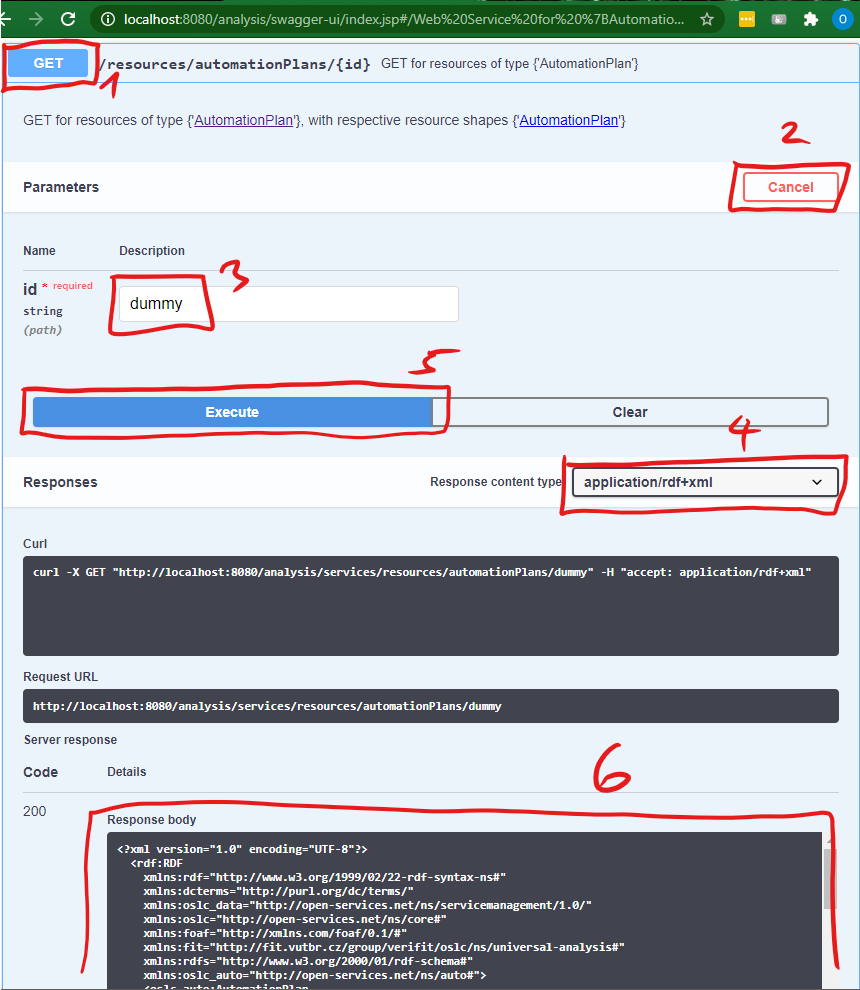 localhost:8080/analysis/swagger-ui/index.jsp#/Web%20Service%20for%20%7BAutomatio...
O
GET /resources/automationPlans/{id} GET for resources of type {'AutomationPlan'}
1
GET for resources of type {'AutomationPlan'}, with respective resource shapes {'AutomationPlan'}
2
Parameters Cancel
Name Description
3
id * required
string
(path)
dummy
5
Execute Clear
4
Responses Response content type application/rdf+xml
Curl
curl -X GET "http://localhost:8080/analysis/services/resources/automationPlans/dummy" -H "accept: application/rdf+xml"
Request URL
http://localhost:8080/analysis/services/resources/automationPlans/dummy
Server response
Code Details
6
200
Response body
<?xml version="1.0" encoding="UTF-8"?>
<rdf:RDF
xmlns:rdf="http://www.w3.org/1999/02/22-rdf-syntax-ns#"
xmlns:dcterms="http://purl.org/dc/terms/"
xmlns:oslc_data="http://open-services.net/ns/servicemanagement/1.0/"
xmlns:oslc="http://open-services.net/ns/core#"
xmlns:foaf="http://xmlns.com/foaf/0.1/#"
xmlns:fit="http://fit.vutbr.cz/group/verifit/oslc/ns/universal-analysis#"
xmlns:rdfs="http://www.w3.org/2000/01/rdf-schema#"
xmlns:oslc_auto="http://open-services.net/ns/auto#">
<oslc_auto:AutomationPlan